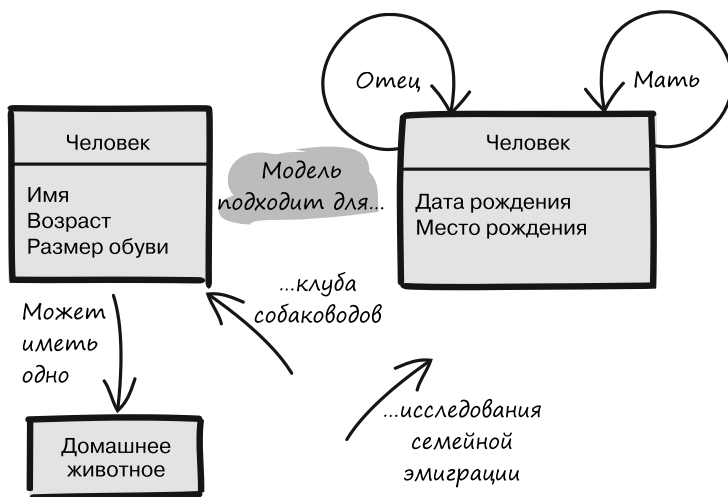 Человек
Имя
Возраст
Размер обуви
Может
иметь
одно
Домашнее
животное
Модель
подходит для...
...клуба
собаководов
...исследования
семейной
эмиграции
Отец
Мать
Человек
Дата рождения
Место рождения